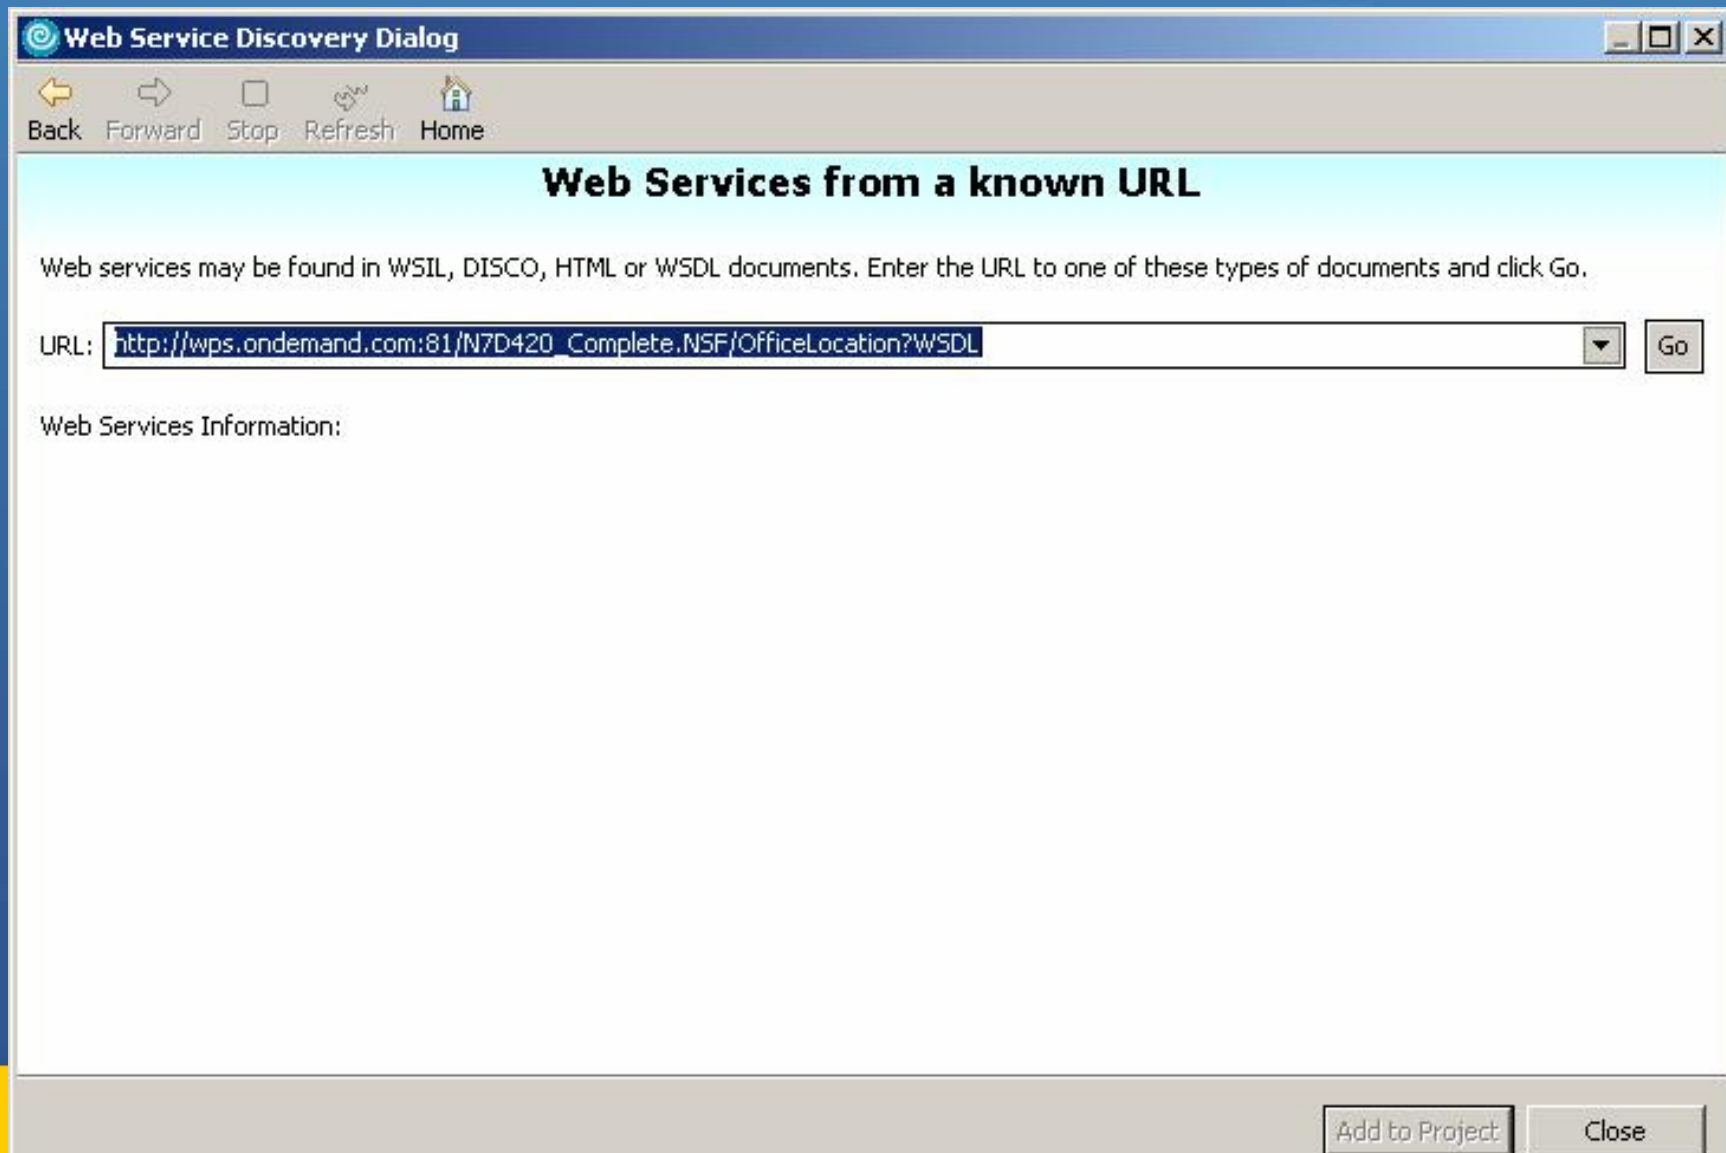 Web Service Discovery Dialog
Back Forward Stop Refresh Home
Web Services from a known URL
Web services may be found in WSIL, DISCO, HTML or WSDL documents. Enter the URL to one of these types of documents and click Go.
URL: http://wps.ondemand.com:81/N7D420_Complete.NSF/OfficeLocation?WSDL Go
Web Services Information:
Add to Project Close